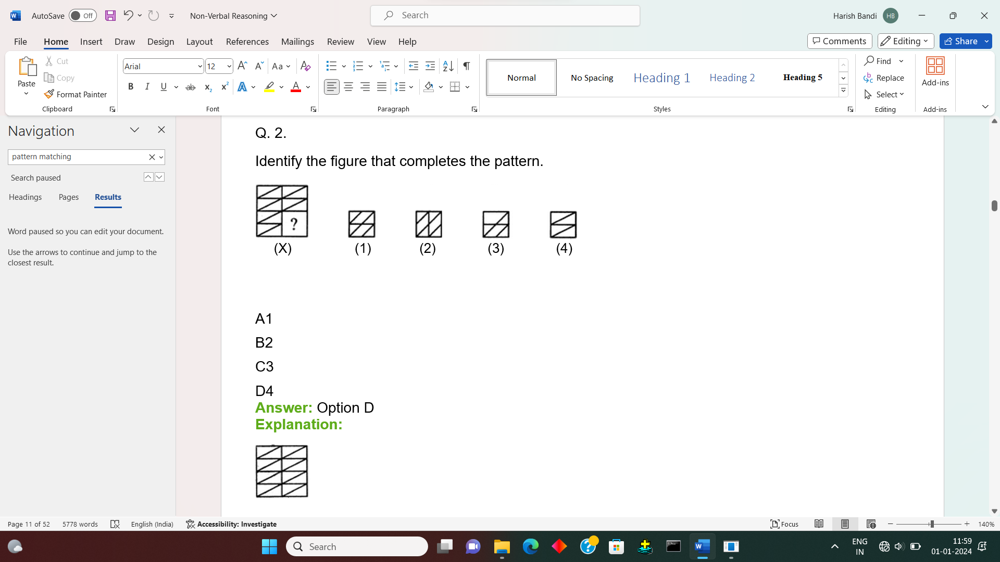 AutoSave Off Non-Verbal Reasoning Search Harish Bandi HB
File Home Insert Draw Design Layout References Mailings Review View Help Comments Editing Share
Paste Cut Copy Format Painter
Clipboard
Arial 12 A A Aa A
B I U ab x2 x2 A A
Font
Paragraph
Normal No Spacing Heading 1 Heading 2 Heading 5
Styles
Find
Replace
Select
Editing
Add-ins
Add-ins
Navigation
pattern matching
Search paused
Headings Pages Results
Word paused so you can edit your document.
Use the arrows to continue and jump to the
closest result.
Q. 2.
Identify the figure that completes the pattern.
?
(X) (1) (2) (3) (4)
A1
B2
C3
D4
Answer: Option D
Explanation:
Page 11 of 52 5778 words English (India) Accessibility: Investigate Focus 140%
Search
ENG
IN
11:59
01-01-2024